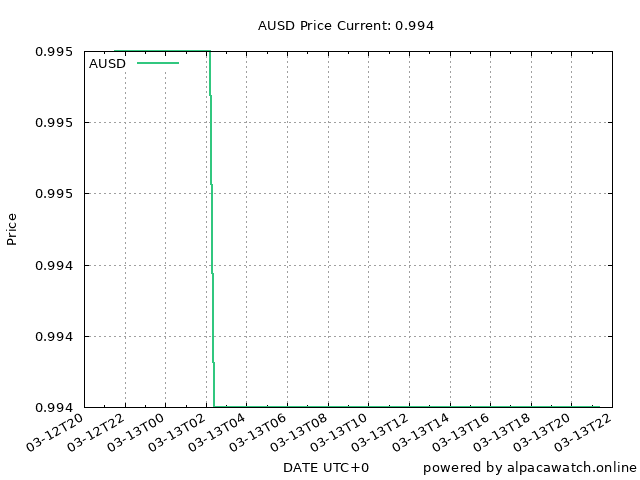 AUSD Price Current: 0.994
0.995
AUSD
0.995
0.995
Price
0.994
0.994
0.994
03-12T20
03-12T22
03-13T00
03-13T02
03-13T04
03-13T06
03-13T08
03-13T10
03-13T12
03-13T14
03-13T16
03-13T18
03-13T20
03-13T22
DATE UTC+0
powered by alpacawatch.online